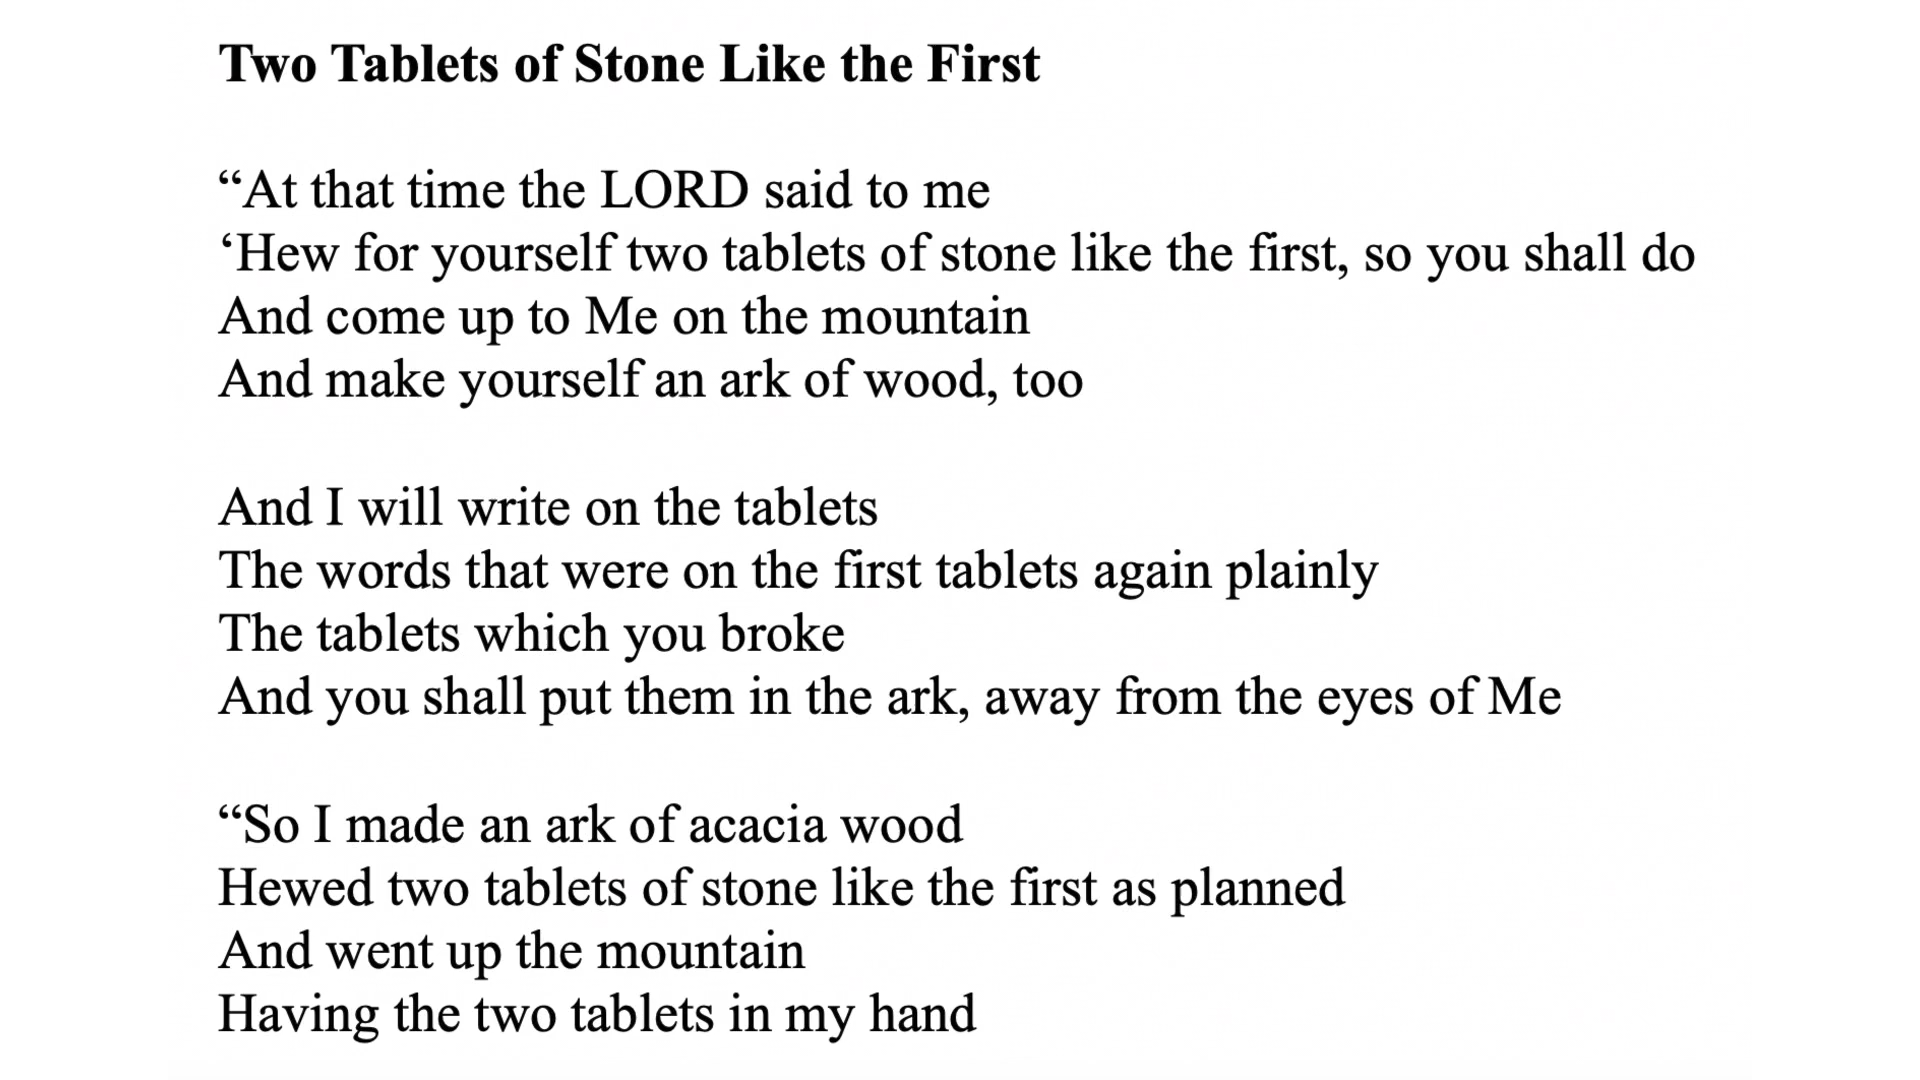 Two Tablets of Stone Like the First
“At that time the LORD said to me
‘Hew for yourself two tablets of stone like the first, so you shall do
And come up to Me on the mountain
And make yourself an ark of wood, too
And I will write on the tablets
The words that were on the first tablets again plainly
The tablets which you broke
And you shall put them in the ark, away from the eyes of Me
“So I made an ark of acacia wood
Hewed two tablets of stone like the first as planned
And went up the mountain
Having the two tablets in my hand